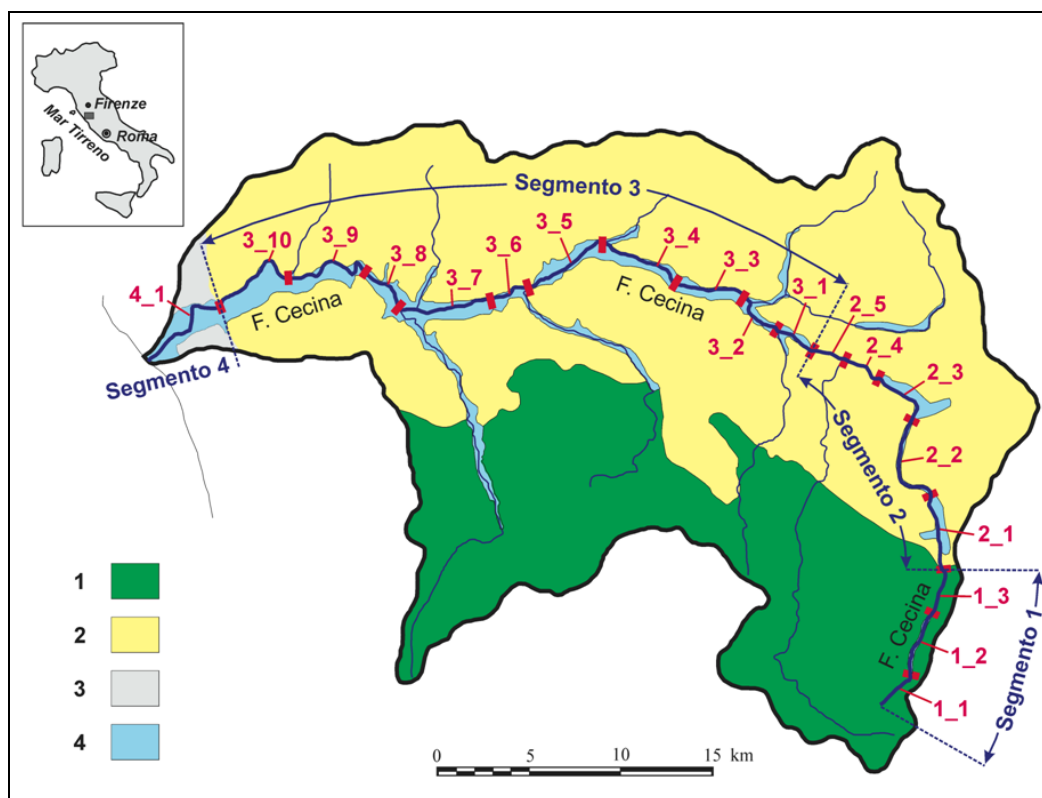 Firenze
Mar Tirreno
Roma
Segmento 3
3_10
3_9
3_8
3_7
3_6
3_5
3_4
3_3
3_2
3_1
2_5
2_4
2_3
2_2
2_1
4_1
F. Cecina
F. Cecina
Segmento 4
Segmento 2
1_3
1_2
1_1
F. Cecina
Segmento 1
1
2
3
4
0 5 10 15 km